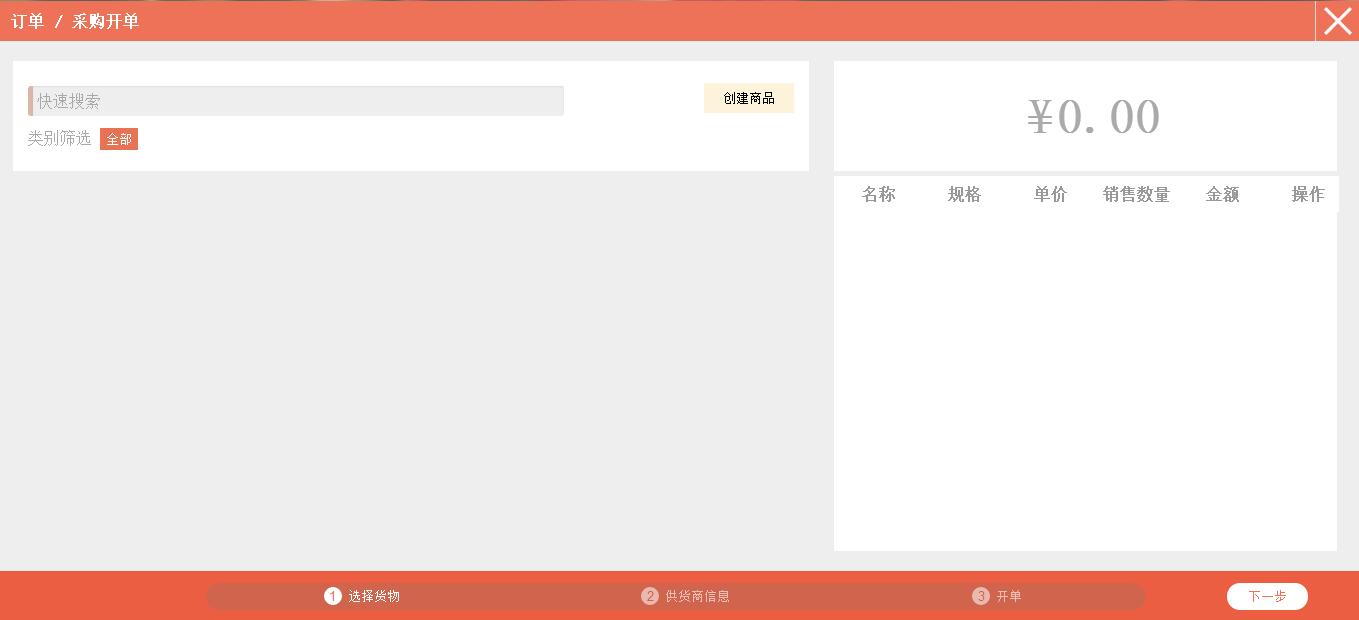 订单 / 采购开单
快速搜索
创建商品
类别筛选 全部
¥0.00
名称 规格 单价 销售数量 金额 操作
1 选择货物 2 供货商信息 3 开单 下一步